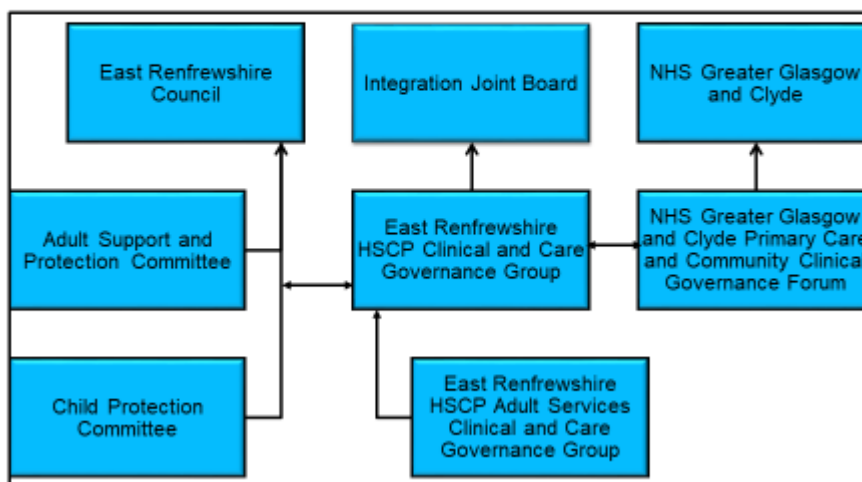 East Renfrewshire
Council
Integration Joint Board
NHS Greater Glasgow
and Clyde
Adult Support and
Protection Committee
East Renfrewshire
HSCP Clinical and Care
Governance Group
NHS Greater Glasgow
and Clyde Primary Care
and Community Clinical
Governance Forum
Child Protection
Committee
East Renfrewshire
HSCP Adult Services
Clinical and Care
Governance Group